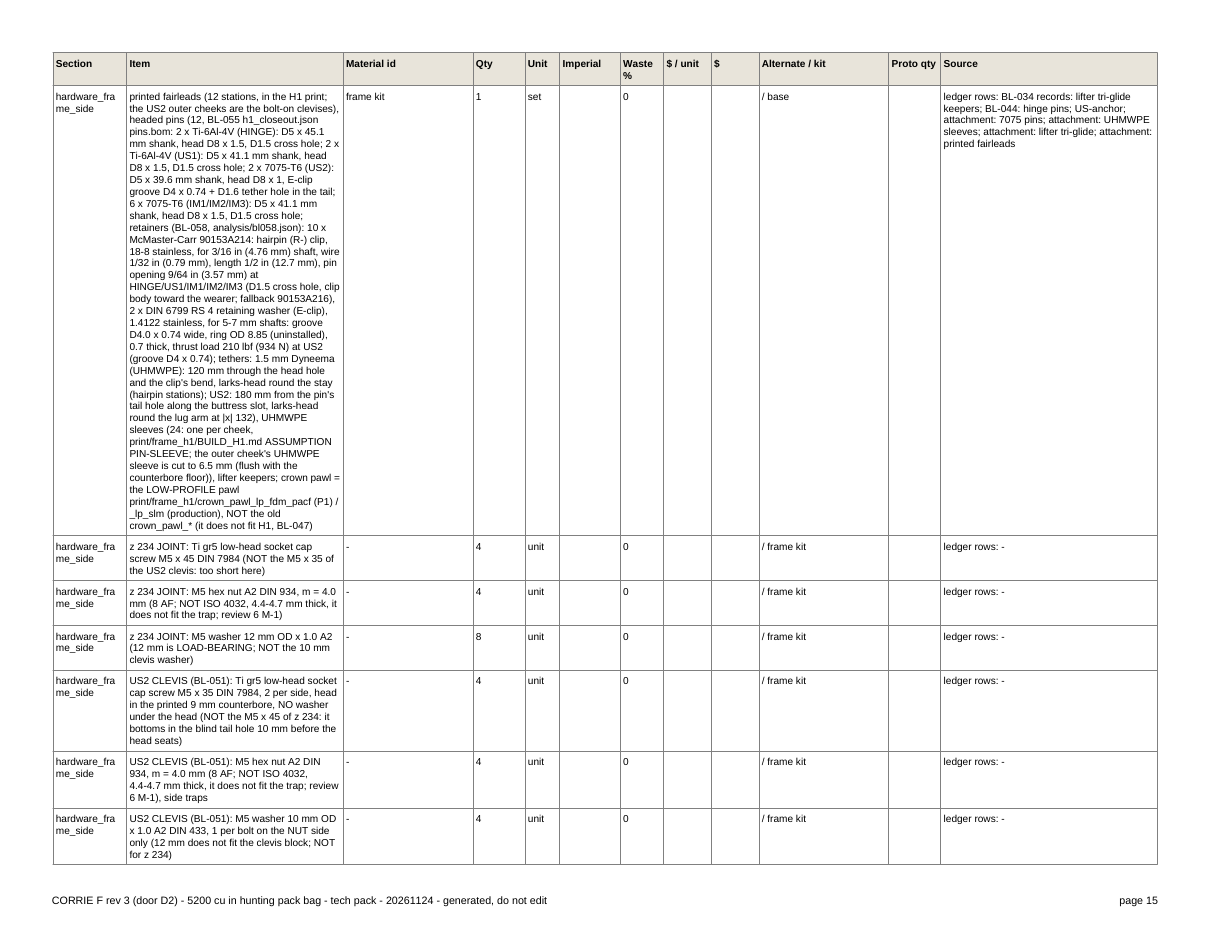 Section Item Material id Qty Unit Imperial Waste % $ / unit $ Alternate / kit Proto qty Source
hardware_fra
me_side
printed fairleads (12 stations, in the H1 print;
the US2 outer cheeks are the bolt-on clevises),
headed pins (12, BL-055 h1_closeout.json
pins.bom: 2 x Ti-6Al-4V (HINGE): D5 x 45.1
mm shank, head D8 x 1.5, D1.5 cross hole; 2 x
Ti-6Al-4V (US1): D5 x 41.1 mm shank, head
D8 x 1.5, D1.5 cross hole; 2 x 7075-T6 (US2):
D5 x 39.6 mm shank, head D8 x 1, E-clip
groove D4 x 0.74 + D1.6 tether hole in the tail;
6 x 7075-T6 (IM1/IM2/IM3): D5 x 41.1 mm
shank, head D8 x 1.5, D1.5 cross hole;
retainers (BL-058, analysis/bl058.json): 10 x
McMaster-Carr 90153A214: hairpin (R-) clip,
18-8 stainless, for 3/16 in (4.76 mm) shaft, wire
1/32 in (0.79 mm), length 1/2 in (12.7 mm), pin
opening 9/64 in (3.57 mm) at
HINGE/US1/IM1/IM2/IM3 (D1.5 cross hole, clip
body toward the wearer; fallback 90153A216),
2 x DIN 6799 RS 4 retaining washer (E-clip),
1.4122 stainless, for 5-7 mm shafts: groove
D4.0 x 0.74 wide, ring OD 8.85 (uninstalled),
0.7 thick, thrust load 210 lbf (934 N) at US2
(groove D4 x 0.74); tethers: 1.5 mm Dyneema
(UHMWPE): 120 mm through the head hole
and the clip's bend, larks-head round the stay
(hairpin stations); US2: 180 mm from the pin's
tail hole along the buttress slot, larks-head
round the lug arm at |x| 132), UHMWPE
sleeves (24: one per cheek,
print/frame_h1/BUILD_H1.md ASSUMPTION
PIN-SLEEVE; the outer cheek's UHMWPE
sleeve is cut to 6.5 mm (flush with the
counterbore floor)), lifter keepers; crown pawl =
the LOW-PROFILE pawl
print/frame_h1/crown_pawl_lp_fdm_pacf (P1) /
_lp_slm (production), NOT the old
crown_pawl_* (it does not fit H1, BL-047)
frame kit 1 set 0 / base
ledger rows: BL-034 records: lifter tri-glide
keepers; BL-044: hinge pins; US-anchor;
attachment: 7075 pins; attachment: UHMWPE
sleeves; attachment: lifter tri-glide; attachment:
printed fairleads
hardware_fra
me_side
z 234 JOINT: Ti gr5 low-head socket cap
screw M5 x 45 DIN 7984 (NOT the M5 x 35 of
the US2 clevis: too short here)
- 4 unit 0 / frame kit ledger rows: -
hardware_fra
me_side
z 234 JOINT: M5 hex nut A2 DIN 934, m = 4.0
mm (8 AF; NOT ISO 4032, 4.4-4.7 mm thick, it
does not fit the trap; review 6 M-1)
- 4 unit 0 / frame kit ledger rows: -
hardware_fra
me_side
z 234 JOINT: M5 washer 12 mm OD x 1.0 A2
(12 mm is LOAD-BEARING; NOT the 10 mm
clevis washer)
- 8 unit 0 / frame kit ledger rows: -
hardware_fra
me_side
US2 CLEVIS (BL-051): Ti gr5 low-head socket
cap screw M5 x 35 DIN 7984, 2 per side, head
in the printed 9 mm counterbore, NO washer
under the head (NOT the M5 x 45 of z 234: it
bottoms in the blind tail hole 10 mm before the
head seats)
- 4 unit 0 / frame kit ledger rows: -
hardware_fra
me_side
US2 CLEVIS (BL-051): M5 hex nut A2 DIN
934, m = 4.0 mm (8 AF; NOT ISO 4032,
4.4-4.7 mm thick, it does not fit the trap; review
6 M-1), side traps
- 4 unit 0 / frame kit ledger rows: -
hardware_fra
me_side
US2 CLEVIS (BL-051): M5 washer 10 mm OD
x 1.0 A2 DIN 433, 1 per bolt on the NUT side
only (12 mm does not fit the clevis block; NOT
for z 234)
- 4 unit 0 / frame kit ledger rows: -
CORRIE F rev 3 (door D2) - 5200 cu in hunting pack bag - tech pack - 20261124 - generated, do not edit page 15